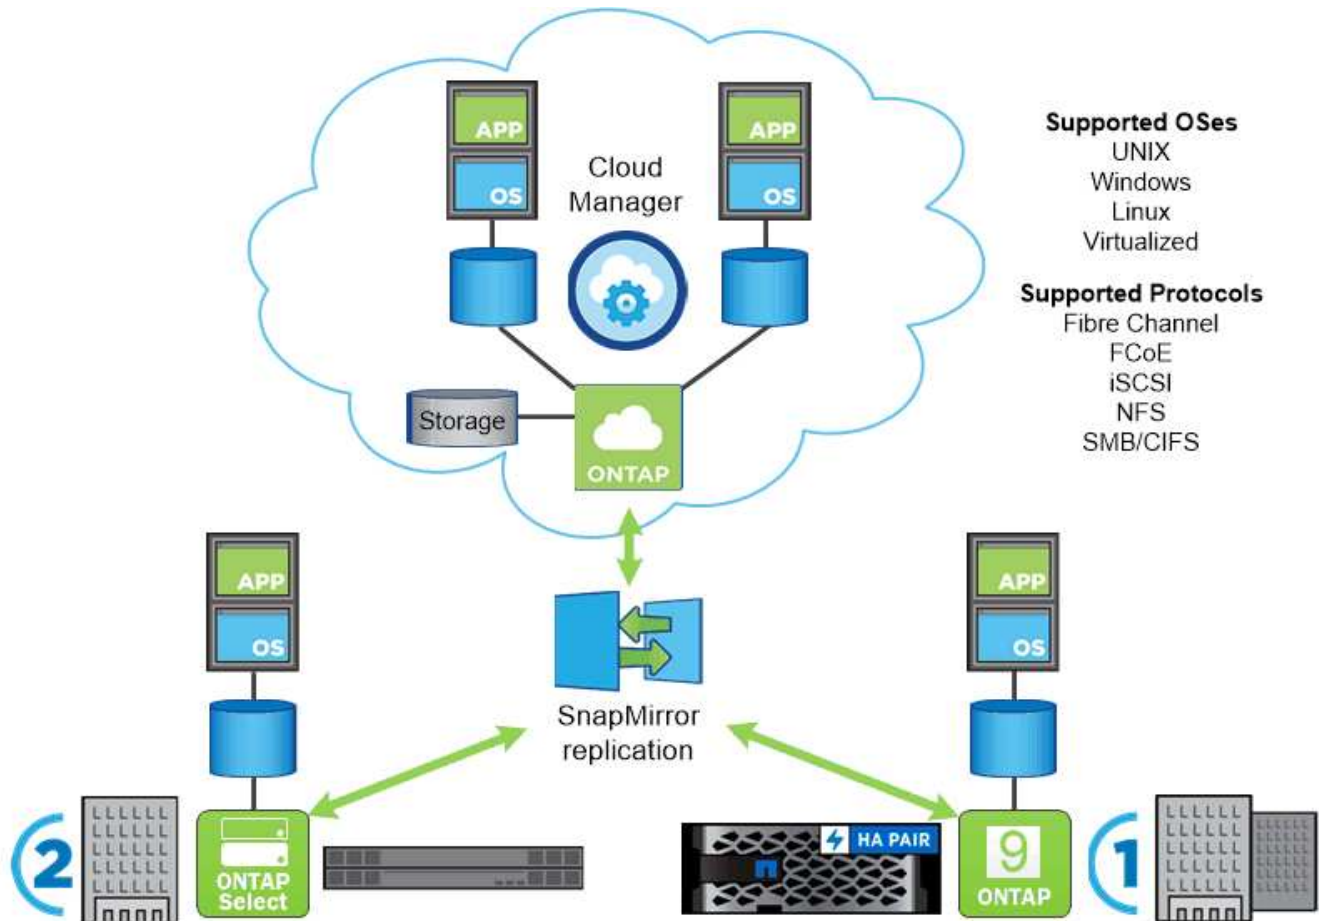 APP
OS
Cloud
Manager
APP
OS
Supported OSes
UNIX
Windows
Linux
Virtualized
Supported Protocols
Fibre Channel
FCoE
iSCSI
NFS
SMB/CIFS
Storage
ONTAP
APP
OS
SnapMirror
replication
APP
OS
2
ONTAP
Select
HA PAIR
9
ONTAP
1